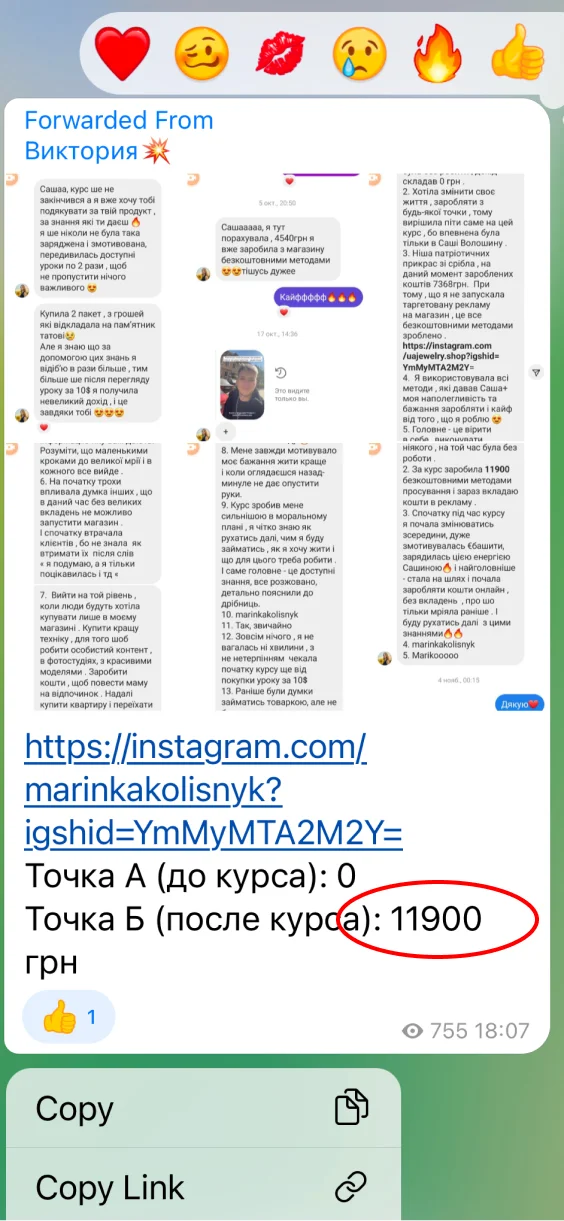 Forwarded From
Виктория💥
Сашаа, курс ше не
закінчився а я вже хочу тобі
подякувати за твій продукт ,
за знання які ти даєш 🔥
я ше ніколи не була така
заряджена і змотивована,
передивилась доступні
уроки по 2 рази , щоб
не пропустити нічого
важливого 😍
Купила 2 пакет , з грошей
які відкладала на пам'ятник
татові😢
Але я знаю що за
допомогою цих знань я
відіб'ю в рази більше , тим
більше ше після перегляду
уроку за 10$ я получила
невеликий дохід , і це
завдяки тобі 😍😍😍
5 окт., 20:50
Сашааааа, я тут
порахувала , 4540грн я
вже заробила з магазину
безкоштовними методами
😍😍тішусь дужее
Кайффффф🔥🔥🔥
17 окт., 14:36
Это видите
только вы.
складав 0 грн .
2. Хотіла змінити своє
життя , заробляти з
будь-якої точки , тому
вирішила піти саме на цей
курс , бо впевнена була
тільки в Саші Волошину .
3. Ніша патріотичних
прикрас зі срібла , на
даний момент зароблених
коштів 7368грн. При
тому , що я не запускала
таргетовану рекламу
на магазин , це все
безкоштовними методами
зроблено .
https://instagram.com
/uajewelry.shop?igshid=
YmMyMTA2M2Y=
4. Я використовувала всі
методи , які давав Саша+
моя наполегливість та
бажання заробляти і кайф
від того , що я роблю 😍
5. Головне - це вірити
в себе , виконувати
Розуміти, що маленькими
кроками до великої мрії і в
кожного все вийде .
6. На початку трохи
впливала думка інших , що
в даний час без великих
вкладень не можливо
запустити магазин .
І спочатку втрачала
клієнтів , бо не знала як
втримати їх після слів
« я подумаю, а я тільки
поцікавилась і тд «
7. Вийти на той рівень ,
коли люди будуть хотіла
купувати лише в моєму
магазині . Купити кращу
техніку , для того шоб
робити особистий контент ,
в фотостудіях, з красивими
моделями . Заробити
кошти , щоб повести маму
на відпочинок . Надалі
купити квартиру і переїхати
8. Мене завжди мотивувало
моє бажання жити краще
і коли оглядаєшся назад-
минуле не дає опустити
руки.
9. Курс зробив мене
сильнішою в моральному
плані , я чітко знаю як
рухатись далі, чим я буду
займатись , як я хочу жити і
що для цього треба робити .
І саме головне - це доступні
знання, все розковано,
детально пояснили до
дрібниць.
10. marinkakolisnyk
11. Так, звичайно
12. Зовсім нічого , я не
вагалась ні хвилини , з
не нетерпінням чекала
початку курсу ще від
покупки уроку за 10$
13. Раніше були думки
займатись товаркою, але не
ніякого , на той час була без
роботи .
2. За курс заробила 11900
безкоштовними методами
просування і зараз вкладаю
кошти в рекламу .
3. Спочатку під час курсу
я почала змінюватись
зсередини, дуже
змотивувалась €башити,
зарядилась цією енергією
Сашиною🔥 і найголовніше
- стала на шлях і почала
заробляти кошти онлайн ,
без вкладень , про шо
тільки мріяла раніше . І
буду рухатись далі з цими
знаннями🔥🔥
4. marinkakolisnyk
5. Marikooooo
4 нояб., 00:15
Дякую❤️
https://instagram.com/
marinkakolisnyk?
igshid=YmMyMTA2M2Y=
Точка А (до курса): 0
Точка Б (после курса): 11900
грн
👍 1
755 18:07
Copy
Copy Link